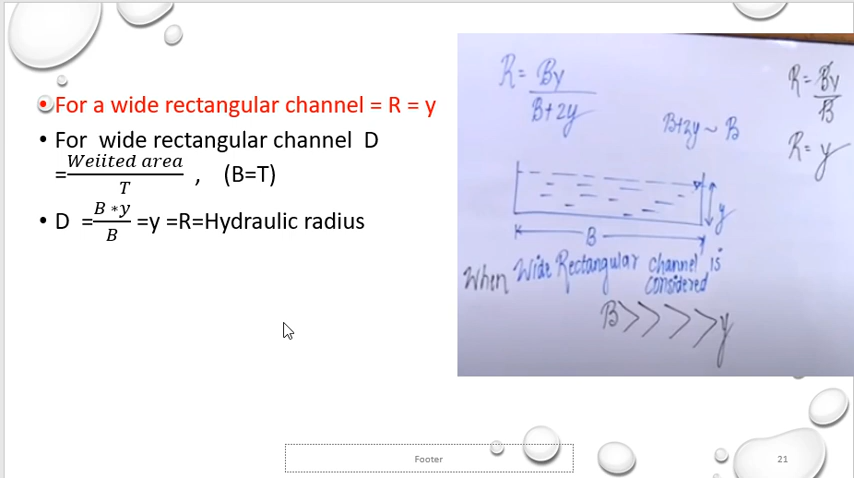 • For a wide rectangular channel = R = y
• For wide rectangular channel D
= Weiited area / T , (B=T)
• D = B * y / B = y =R=Hydraulic radius
R = By / B+2y
B+2y ~ B
R = By / B
R = y
y
B
When Wide Rectangular channel is
considered
B>>>>y
Footer
21